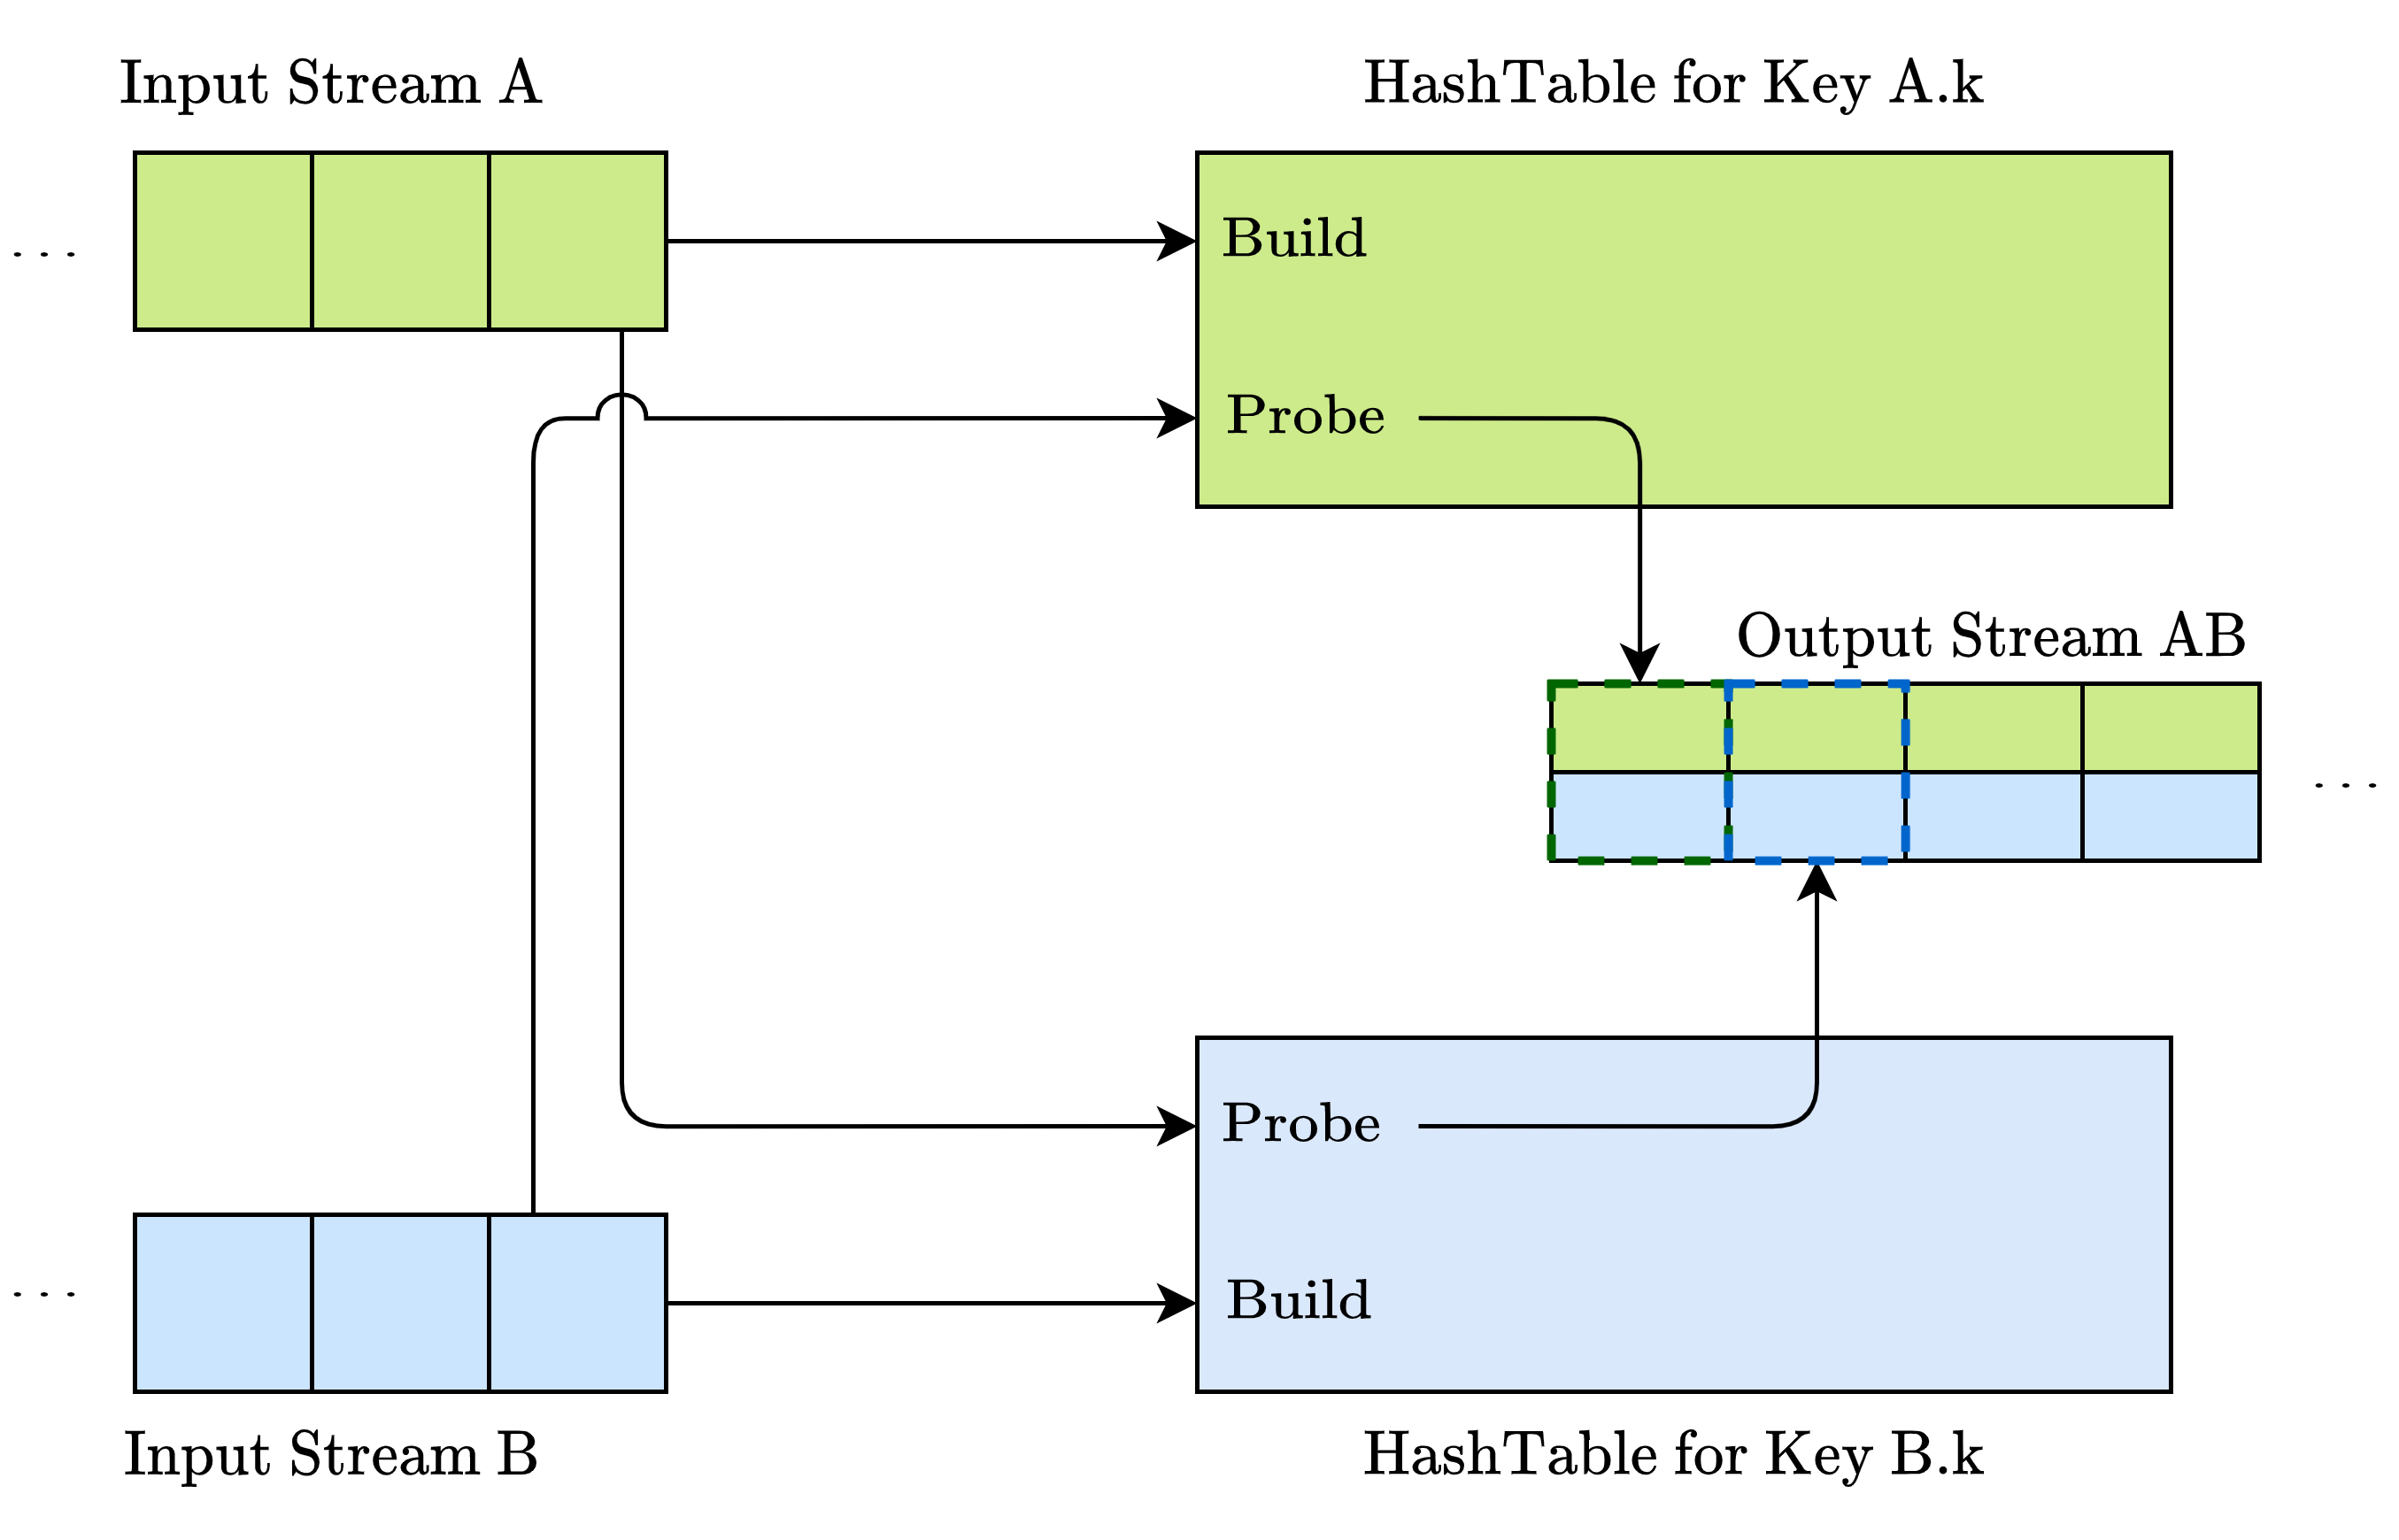 Input Stream A
HashTable for Key A.k
. . .
Build
Probe
Output Stream AB
. . .
Probe
Build
. . .
Input Stream B
HashTable for Key B.k